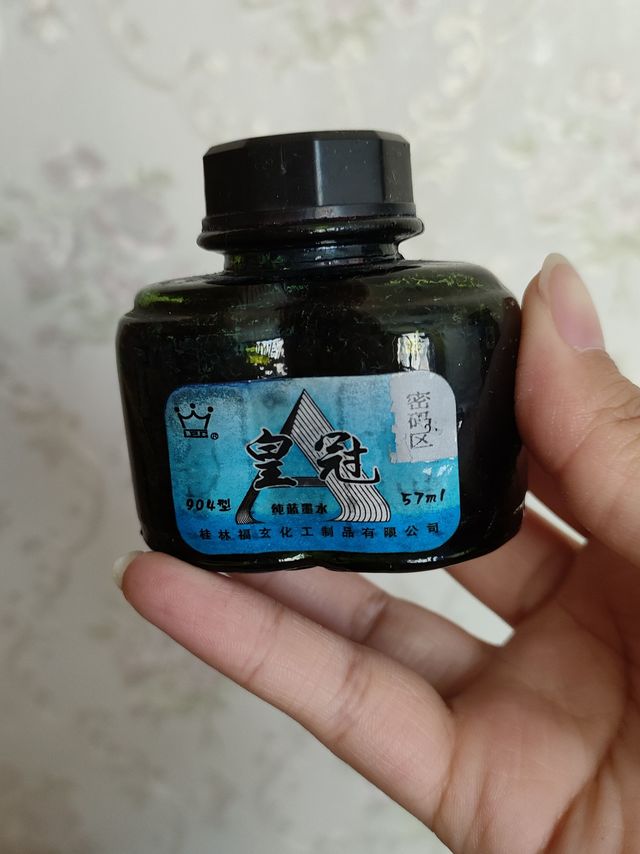 密码
区
皇冠
904型
纯蓝墨水
57ml
桂林福玄化工制品有限公司